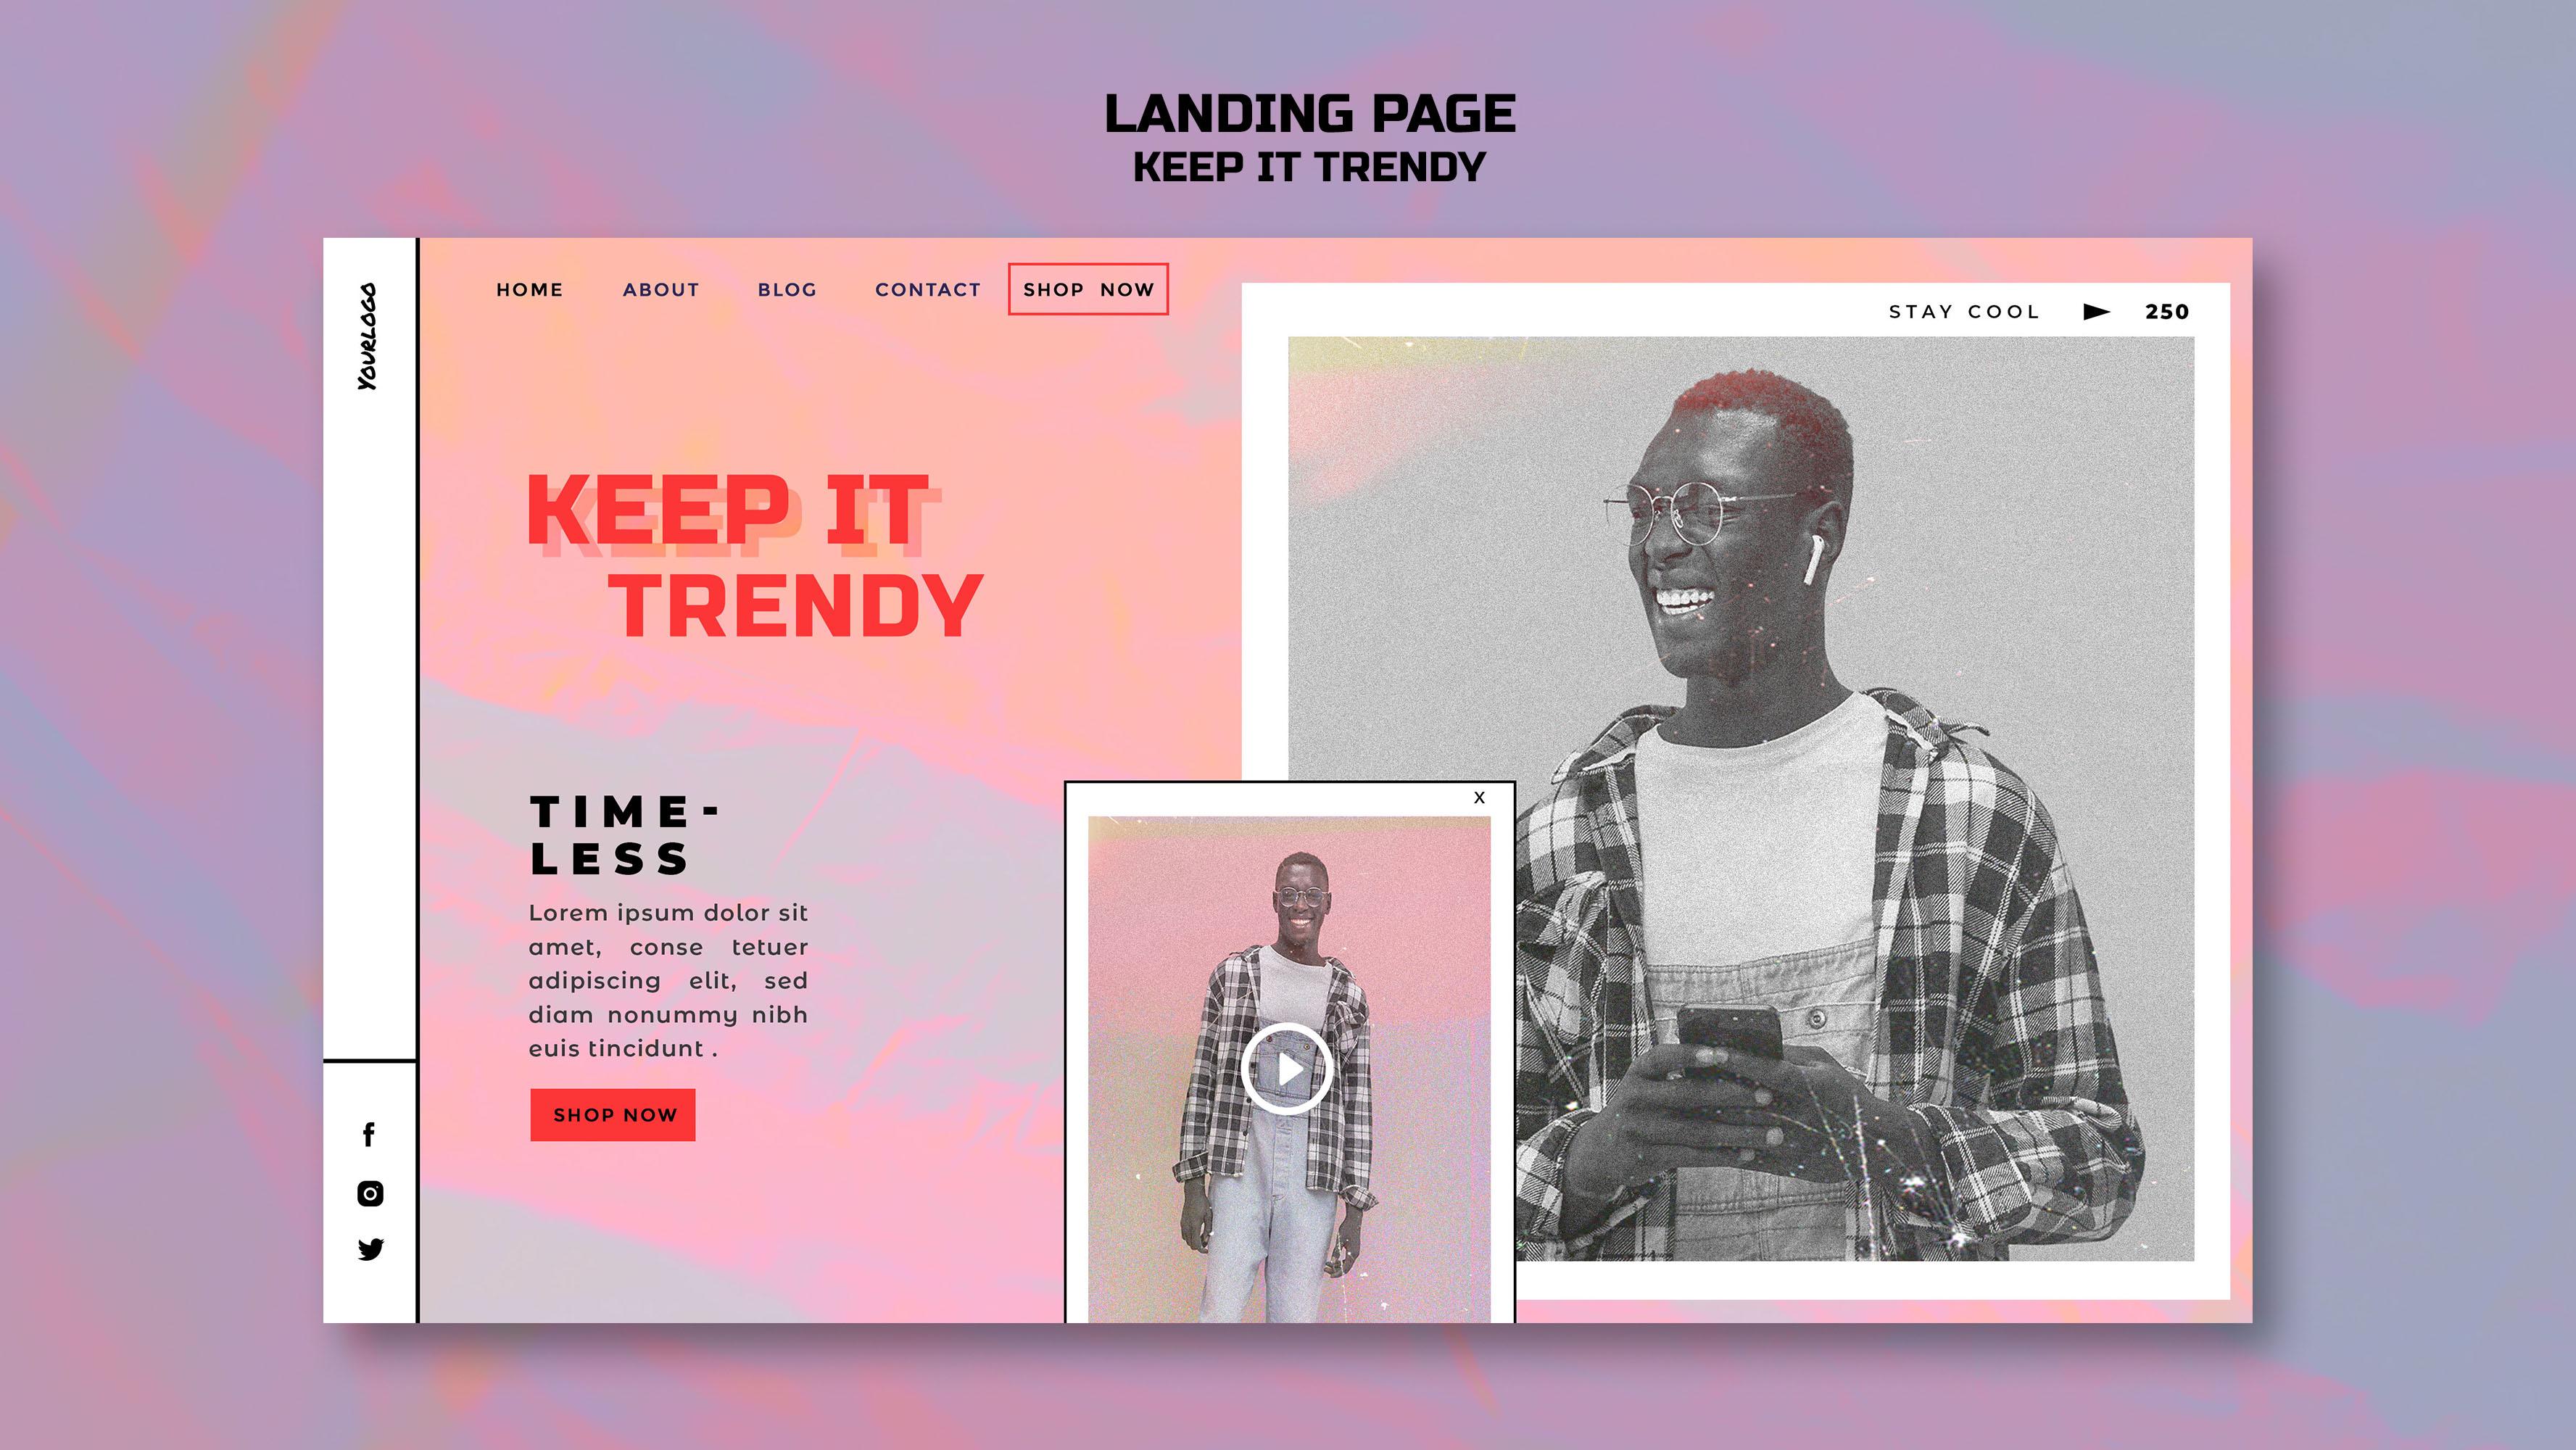 LANDING PAGE
KEEP IT TRENDY
YOURLOGO
HOME ABOUT BLOG CONTACT SHOP NOW
STAY COOL 250
KEEP IT
TRENDY
TIME-
LESS
Lorem ipsum dolor sit
amet, conse tetuer
adipiscing elit, sed
diam nonummy nibh
euis tincidunt .
SHOP NOW
X